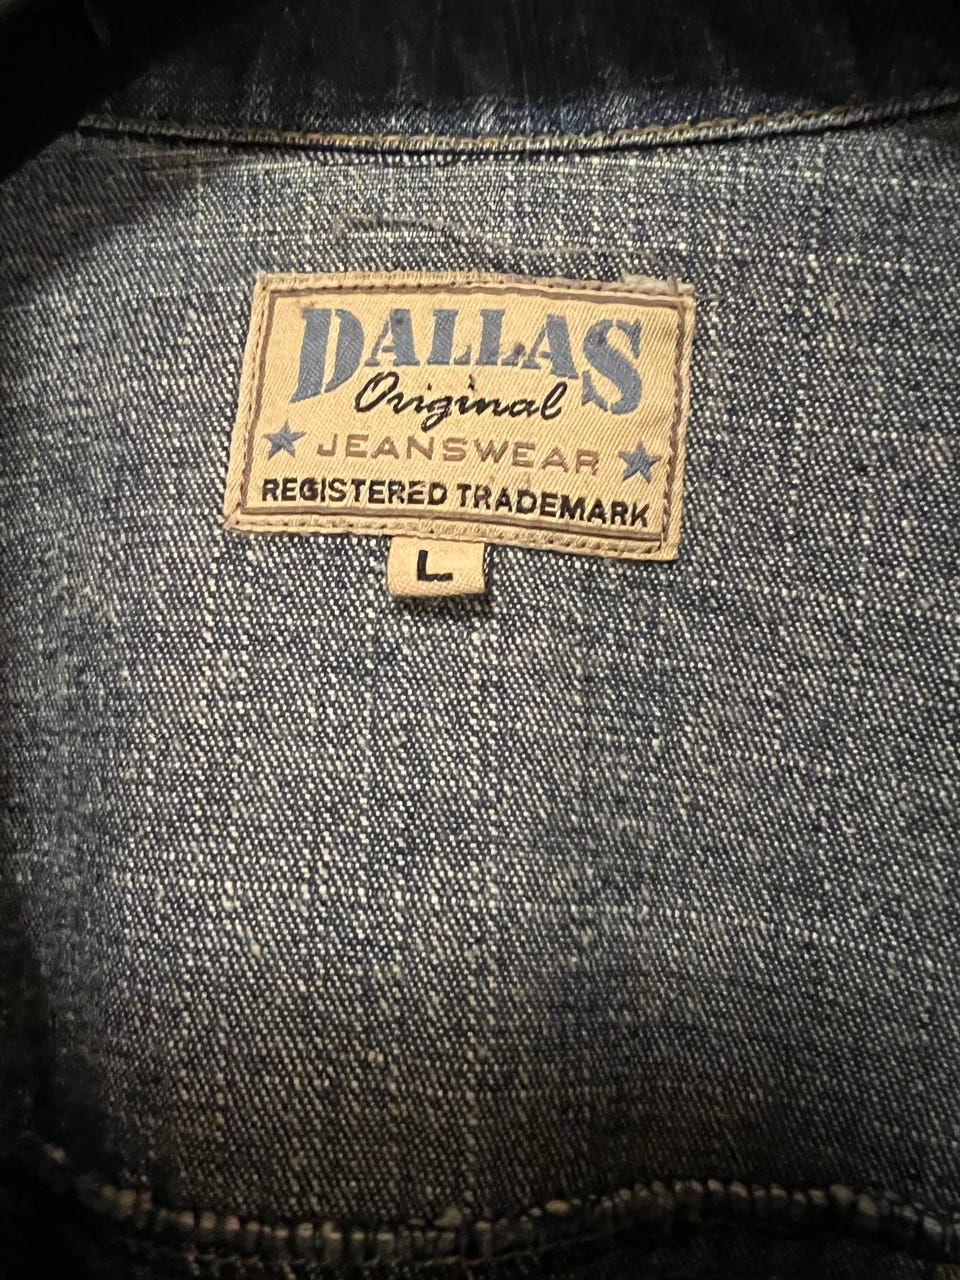 DALLAS
Original
JEANSWEAR
REGISTERED TRADEMARK
L